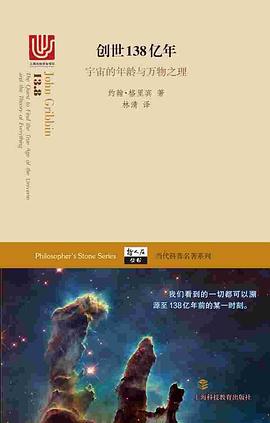 创世138亿年
宇宙的年龄与万物之理
约翰·格里宾 著
林清 译
John Gribbin
13.8
The Quest to Find the True Age of the Universe
and the Theory of Everything
Philosopher's Stone Series
哲人石
丛书
当代科普名著系列
我们看到的一切都可以溯
源至138亿年前的某一时刻。
上海科技教育出版社